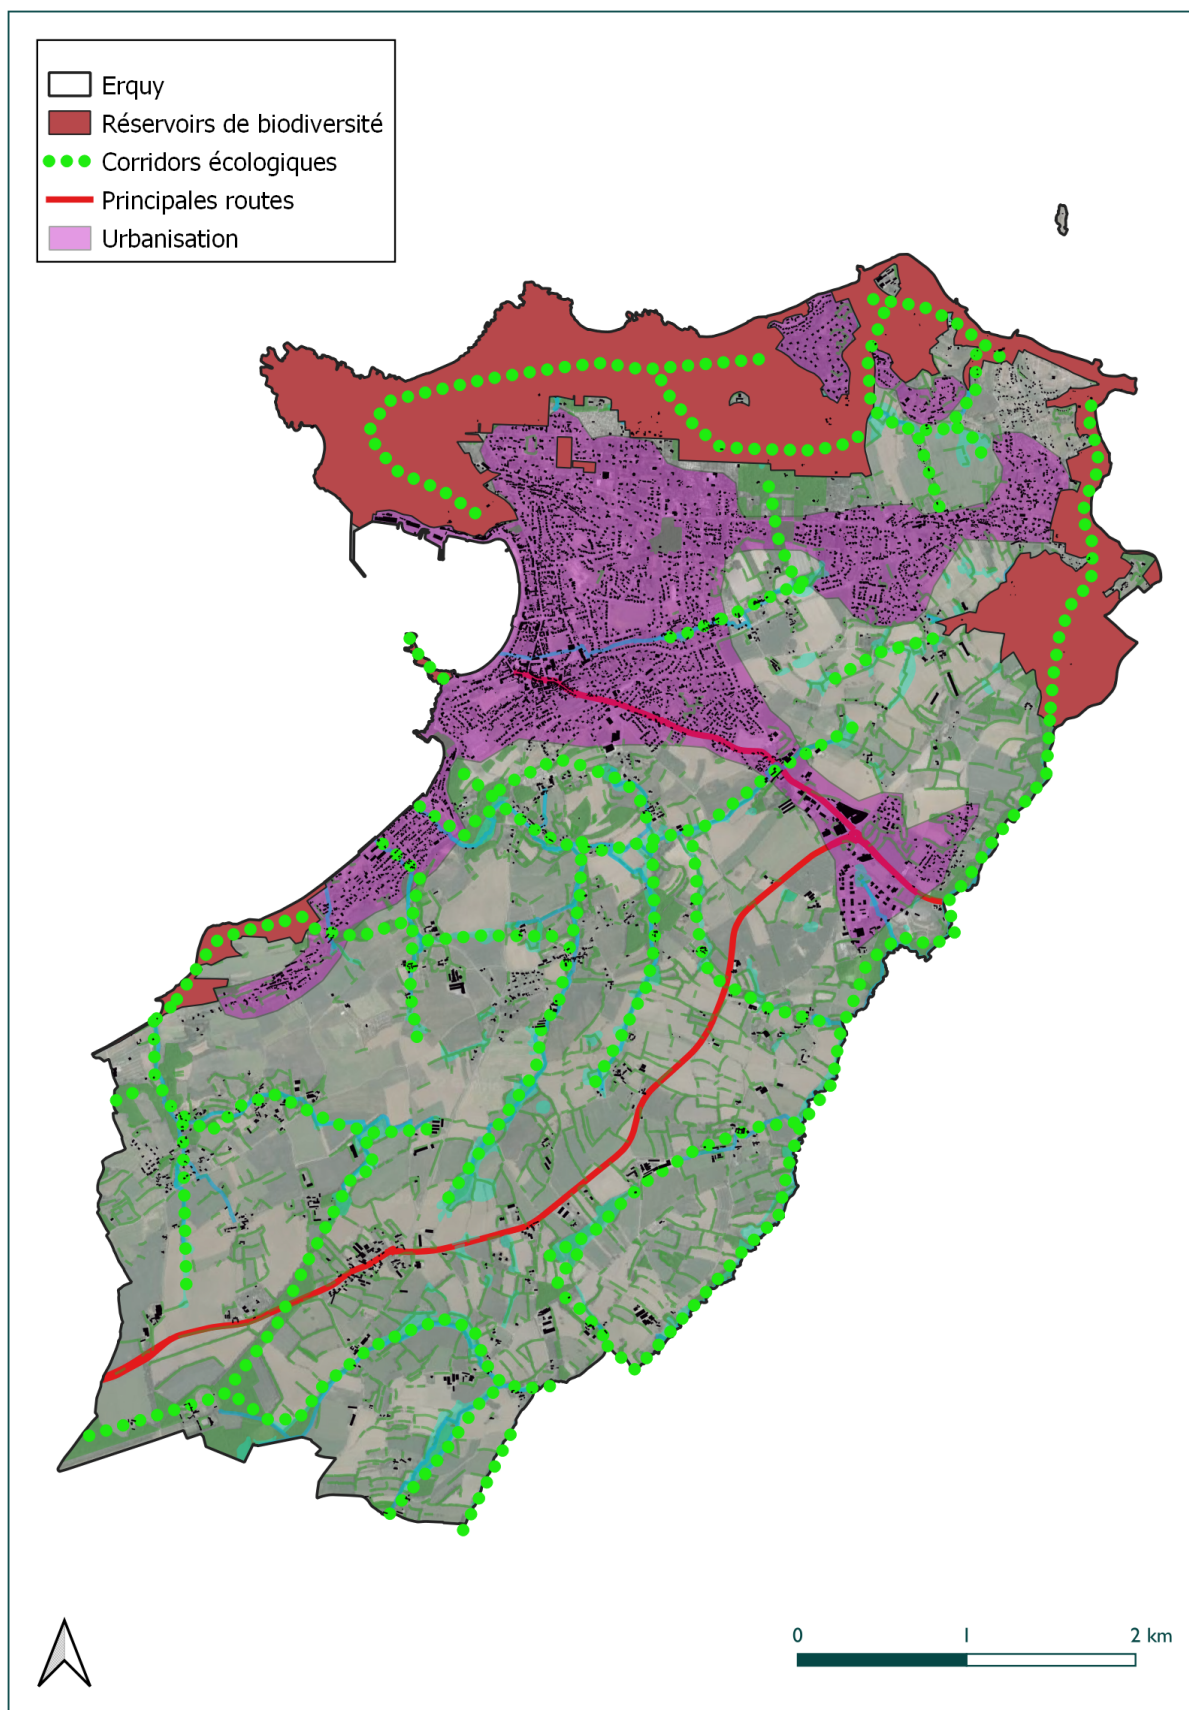 Erquy
Réservoirs de biodiversité
Corridors écologiques
Principales routes
Urbanisation
0 1 2 km